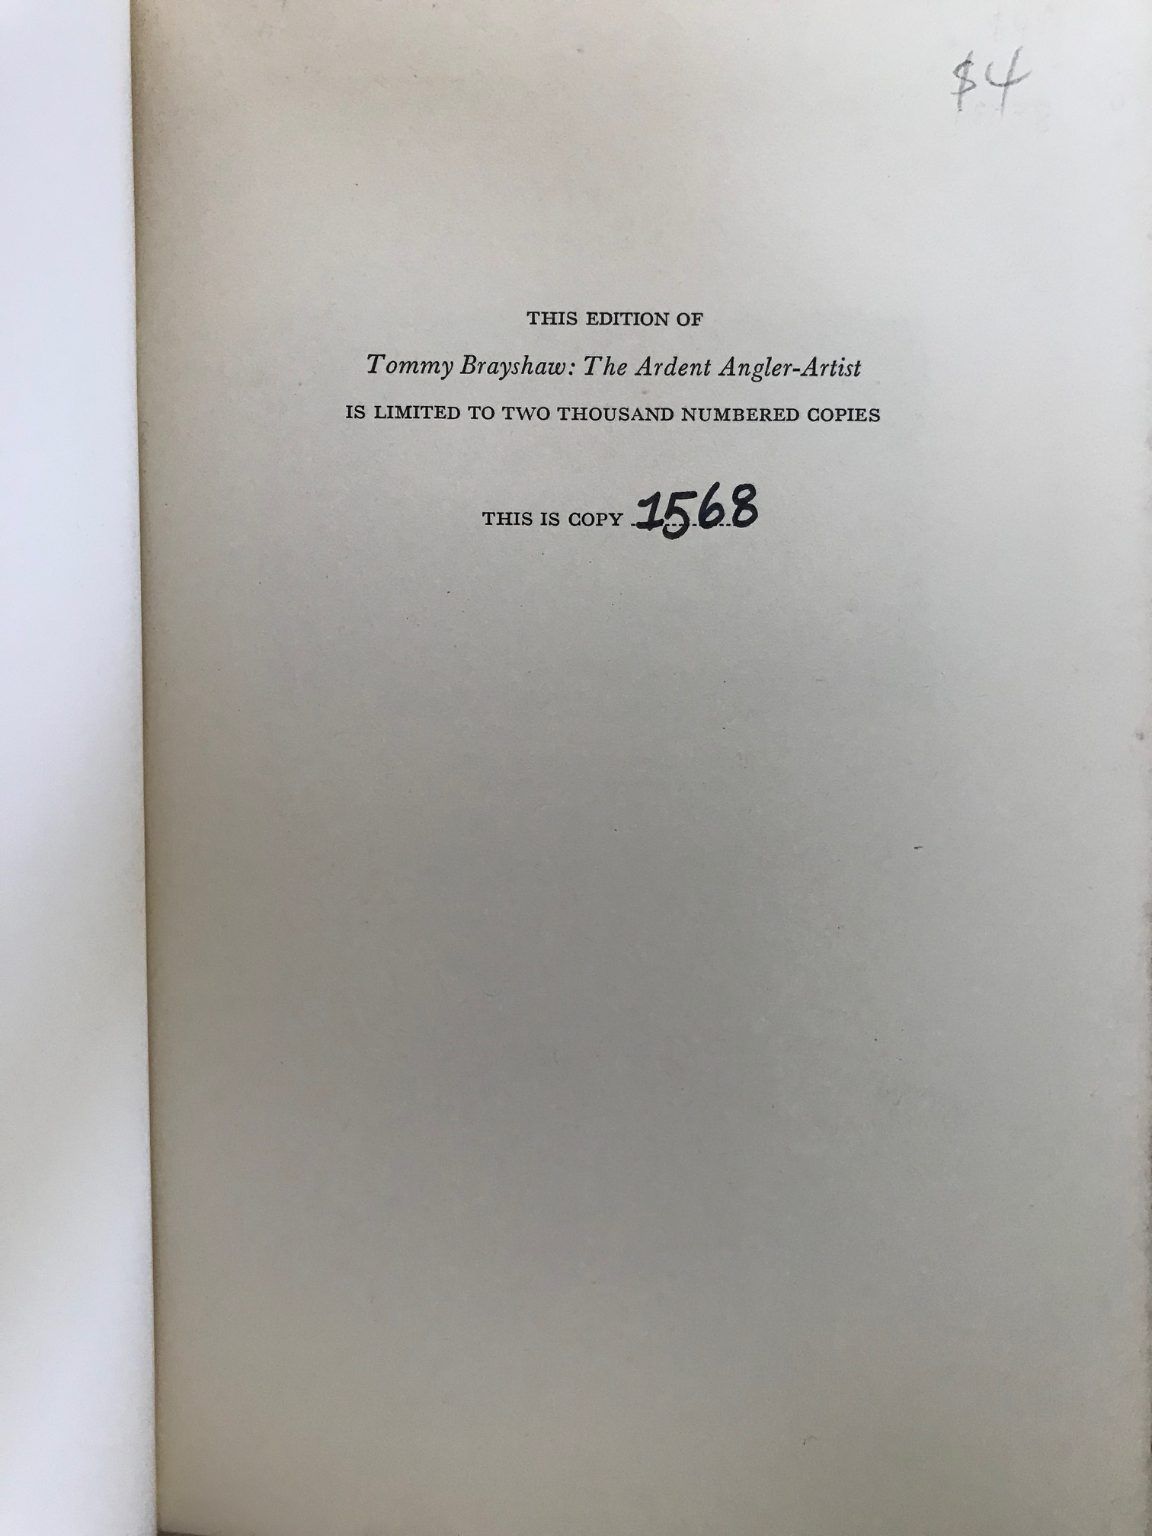 $4
THIS EDITION OF
Tommy Brayshaw: The Ardent Angler-Artist
IS LIMITED TO TWO THOUSAND NUMBERED COPIES
THIS IS COPY 1568